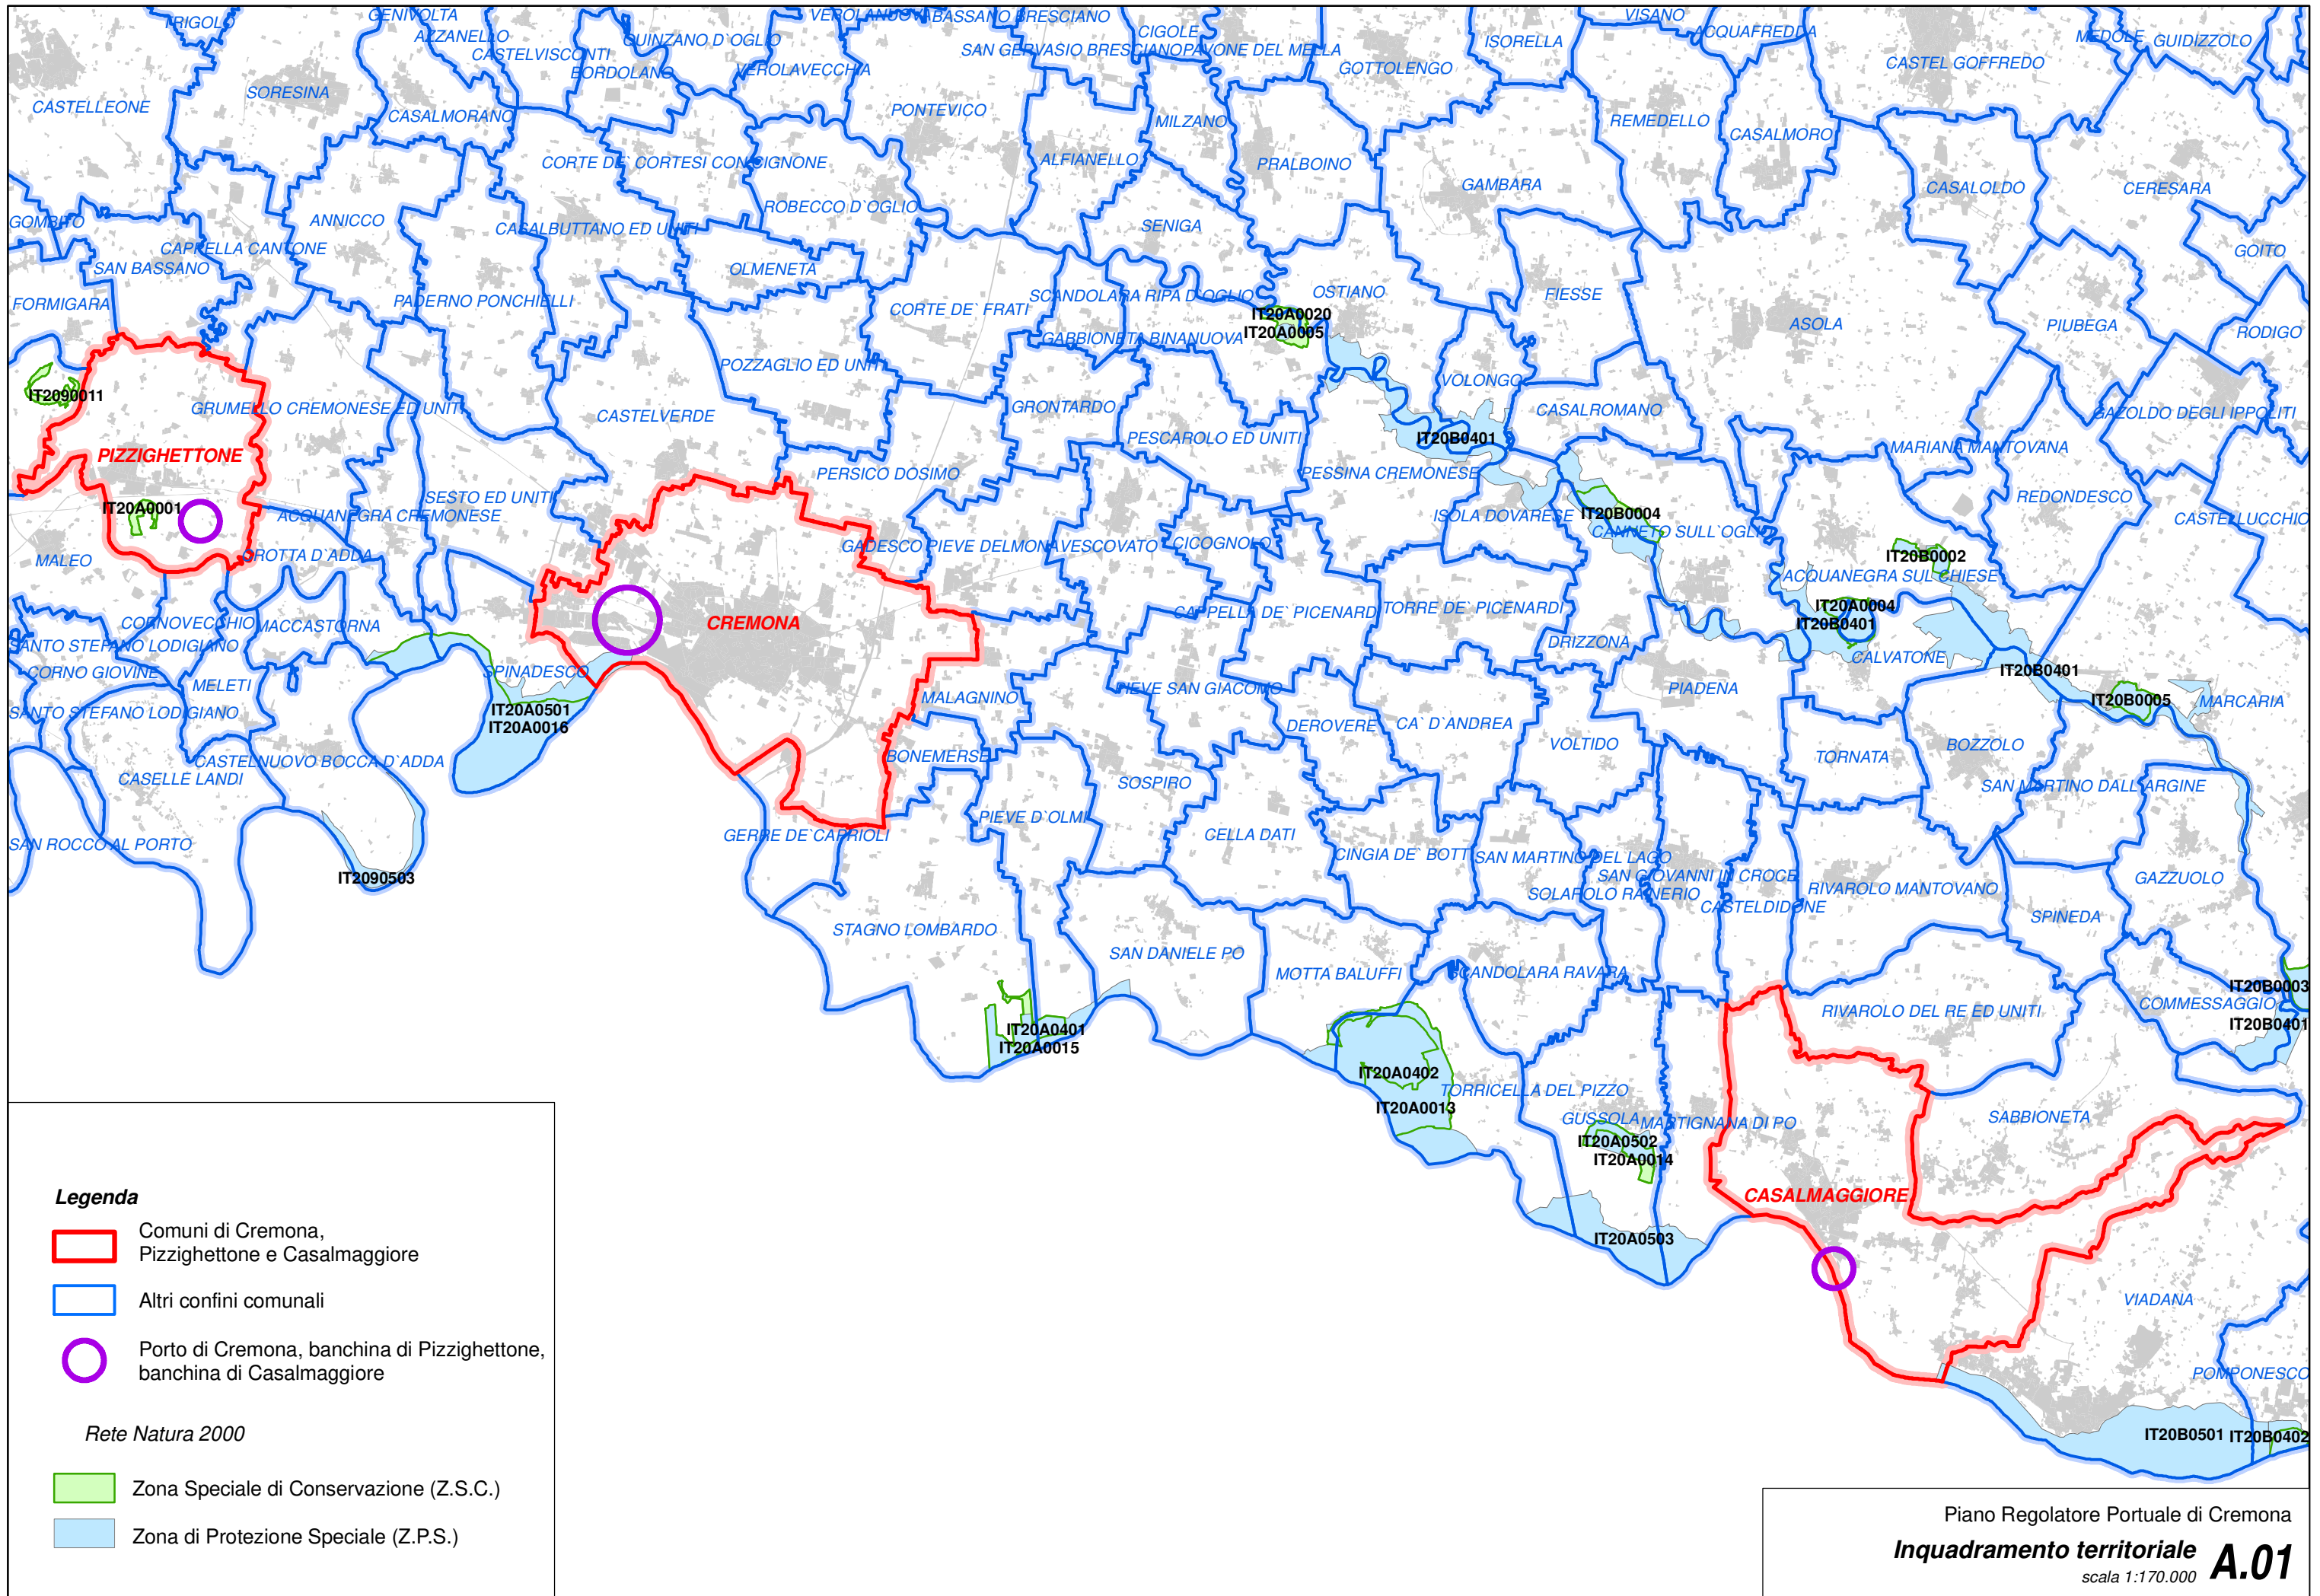 TRIGOLO
GENIVOLTA
AZZANELLO
CASTELVISCONTI
QUINZANO D`OGLIO
BORDOLANO
VEROLANUOVA
BASSANO BRESCIANO
VEROLAVECCHIA
CIGOLE
SAN GERVASIO BRESCIANO
PAVONE DEL MELLA
GOTTOLENGO
ISORELLA
VISANO
ACQUAFREDDA
CASTEL GOFFREDO
MEDOLE
GUIDIZZOLO
CASTELLEONE
SORESINA
CASALMORANO
PONTEVICO
MILZANO
REMEDELLO
CASALMORO
CORTE DE` CORTESI CON CIGNONE
ALFIANELLO
PRALBOINO
GAMBARA
CASALOLDO
CERESARA
GOMBITO
ANNICCO
ROBECCO D`OGLIO
CAPPELLA CANTONE
CASALBUTTANO ED UNITI
SENIGA
GOITO
SAN BASSANO
OLMENETA
FORMIGARA
PADERNO PONCHIELLI
CORTE DE` FRATI
SCANDOLARA RIPA D`OGLIO
OSTIANO
FIESSE
IT20A0020
IT20A0005
ASOLA
PIUBEGA
RODIGO
GABBIONETA BINANUOVA
POZZAGLIO ED UNITI
VOLONGO
IT2090011
GRUMELLO CREMONESE ED UNITI
CASTELVERDE
GRONTARDO
CASALROMANO
GAZOLDO DEGLI IPPOLITI
PESCAROLO ED UNITI
IT20B0401
MARIANA MANTOVANA
PIZZIGHETTONE
PERSICO DOSIMO
PESSINA CREMONESE
REDONDESCO
IT20A0001
SESTO ED UNITI
ACQUANEGRA CREMONESE
ISOLA DOVARESE
IT20B0004
CANNETO SULL`OGLIO
CASTELLUCCHIO
MALEO
CROTTA D`ADDA
GADESCO PIEVE DELMONA
VESCOVATO
CICOGNOLO
IT20B0002
ACQUANEGRA SUL CHIESE
CORNOVECCHIO
MACCASTORNA
CREMONA
CAPPELLA DE` PICENARDI
TORRE DE` PICENARDI
IT20A0004
IT20B0401
SANTO STEFANO LODIGIANO
DRIZZONA
CALVATONE
CORNO GIOVINE
MELETI
SPINADESCO
MALAGNINO
PIEVE SAN GIACOMO
PIADENA
IT20B0401
IT20B0005
MARCARIA
SANTO STEFANO LODIGIANO
IT20A0501
IT20A0016
DEROVERE
CA` D`ANDREA
VOLTIDO
TORNATA
BOZZOLO
CASTELNUOVO BOCCA D`ADDA
CASELLE LANDI
BONEMERSE
SOSPIRO
SAN MARTINO DALL`ARGINE
PIEVE D`OLMI
GERRE DE`CAPRIOLI
CELLA DATI
SAN ROCCO AL PORTO
CINGIA DE` BOTTI
SAN MARTINO DEL LAGO
IT2090503
SAN GIOVANNI IN CROCE
SOLAROLO RAINERIO
CASTELDIDONE
RIVAROLO MANTOVANO
GAZZUOLO
SPINEDA
STAGNO LOMBARDO
SAN DANIELE PO
MOTTA BALUFFI
SCANDOLARA RAVARA
IT20B0003
COMMESSAGGIO
RIVAROLO DEL RE ED UNITI
IT20B0401
IT20A0401
IT20A0015
IT20A0402
IT20A0013
TORRICELLA DEL PIZZO
GUSSOLA
MARTIGNANA DI PO
SABBIONETA
IT20A0502
IT20A0014
CASALMAGGIORE
IT20A0503
VIADANA
POMPONESCO
IT20B0501
IT20B0402
Legenda
Comuni di Cremona,
Pizzighettone e Casalmaggiore
Altri confini comunali
Porto di Cremona, banchina di Pizzighettone,
banchina di Casalmaggiore
Rete Natura 2000
Zona Speciale di Conservazione (Z.S.C.)
Zona di Protezione Speciale (Z.P.S.)
Piano Regolatore Portuale di Cremona
Inquadramento territoriale A.01
scala 1:170.000